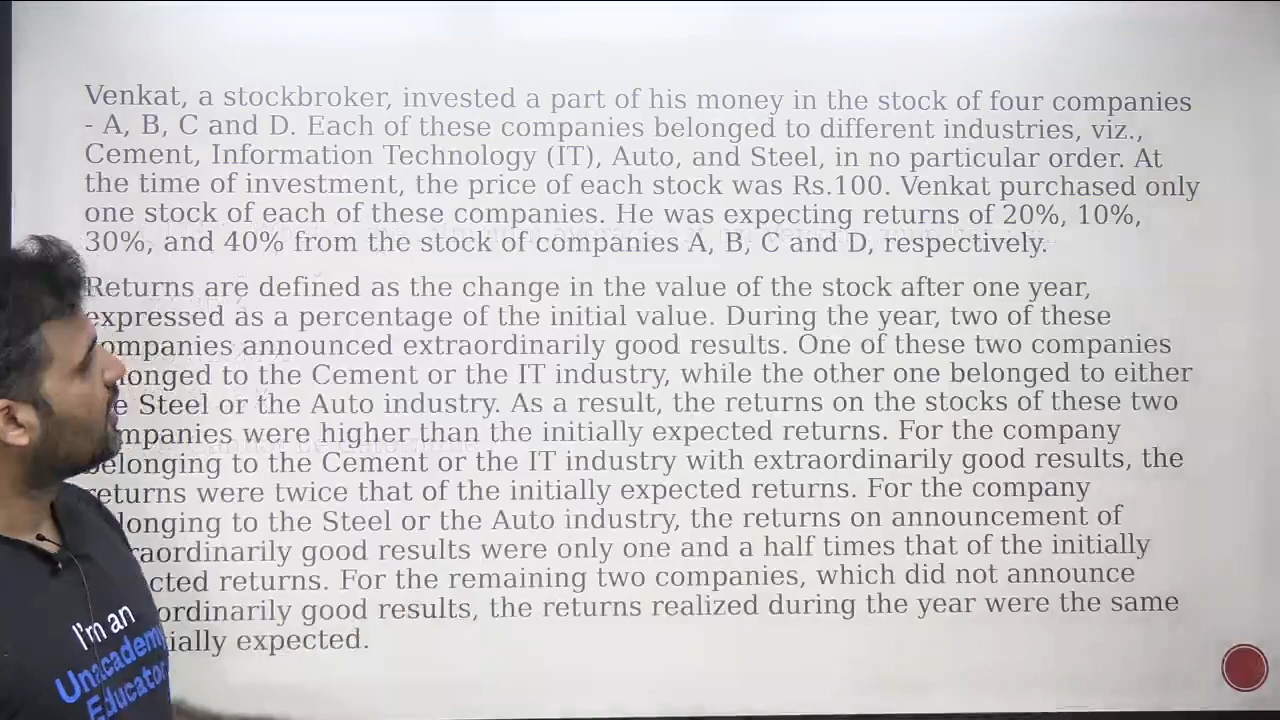 Venkat, a stockbroker, invested a part of his money in the stock of four companies
- A, B, C and D. Each of these companies belonged to different industries, viz.,
Cement, Information Technology (IT), Auto, and Steel, in no particular order. At
the time of investment, the price of each stock was Rs.100. Venkat purchased only
one stock of each of these companies. He was expecting returns of 20%, 10%,
30%, and 40% from the stock of companies A, B, C and D, respectively.
Returns are defined as the change in the value of the stock after one year,
expressed as a percentage of the initial value. During the year, two of these
companies announced extraordinarily good results. One of these two companies
longed to the Cement or the IT industry, while the other one belonged to either
e Steel or the Auto industry. As a result, the returns on the stocks of these two
mpanies were higher than the initially expected returns. For the company
belonging to the Cement or the IT industry with extraordinarily good results, the
returns were twice that of the initially expected returns. For the company
longing to the Steel or the Auto industry, the returns on announcement of
raordinarily good results were only one and a half times that of the initially
cted returns. For the remaining two companies, which did not announce
ordinarily good results, the returns realized during the year were the same
ially expected.
I'm an
Unacademy
Educator